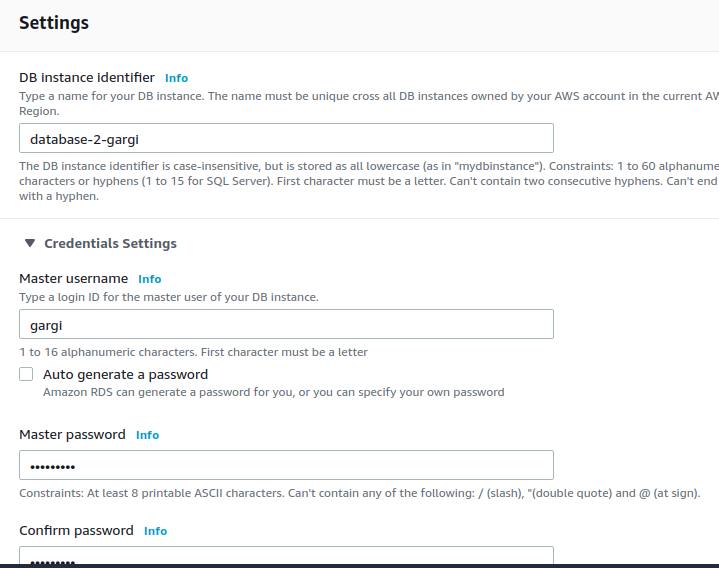 Settings
DB instance identifier Info
Type a name for your DB instance. The name must be unique cross all DB instances owned by your AWS account in the current AW
Region.
database-2-gargi
The DB instance identifier is case-insensitive, but is stored as all lowercase (as in "mydbinstance"). Constraints: 1 to 60 alphanume
characters or hyphens (1 to 15 for SQL Server). First character must be a letter. Can't contain two consecutive hyphens. Can't end
with a hyphen.
Credentials Settings
Master username Info
Type a login ID for the master user of your DB instance.
gargi
1 to 16 alphanumeric characters. First character must be a letter
Auto generate a password
Amazon RDS can generate a password for you, or you can specify your own password
Master password Info
•••••••••
Constraints: At least 8 printable ASCII characters. Can't contain any of the following: / (slash), "(double quote) and @ (at sign).
Confirm password Info
•••••••••